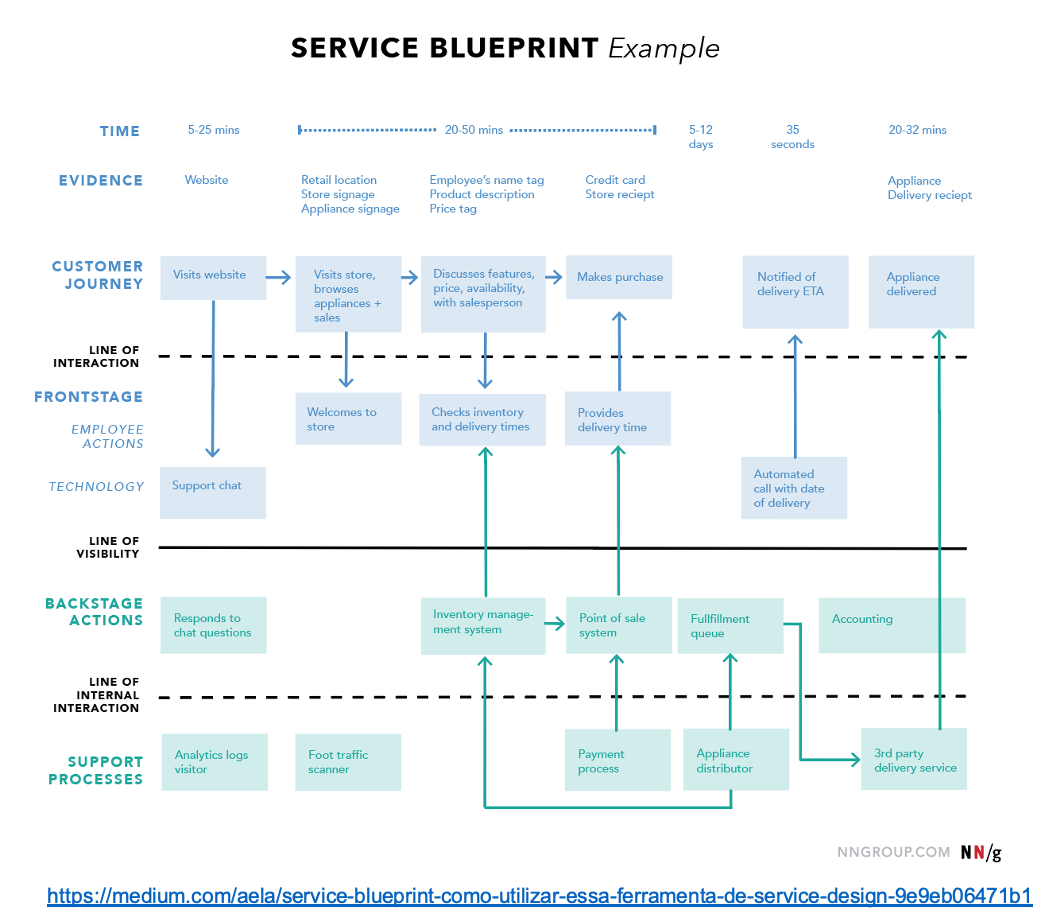 SERVICE BLUEPRINT Example
TIME
5-25 mins
20-50 mins
5-12
days
35
seconds
20-32 mins
EVIDENCE
Website
Retail location
Store signage
Appliance signage
Employee's name tag
Product description
Price tag
Credit card
Store reciept
Appliance
Delivery reciept
CUSTOMER
JOURNEY
Visits website
Visits store,
browses
appliances +
sales
Discusses features,
price, availability,
with salesperson
Makes purchase
Notified of
delivery ETA
Appliance
delivered
LINE OF
INTERACTION
FRONTSTAGE
EMPLOYEE
ACTIONS
Welcomes to
store
Checks inventory
and delivery times
Provides
delivery time
TECHNOLOGY
Support chat
Automated
call with date
of delivery
LINE OF
VISIBILITY
BACKSTAGE
ACTIONS
Responds to
chat questions
Inventory manage-
ment system
Point of sale
system
Fullfillment
queue
Accounting
LINE OF
INTERNAL
INTERACTION
SUPPORT
PROCESSES
Analytics logs
visitor
Foot traffic
scanner
Payment
process
Appliance
distributor
3rd party
delivery service
NNGROUP.COM NN/g
https://medium.com/aela/service-blueprint-como-utilizar-essa-ferramenta-de-service-design-9e9eb06471b1